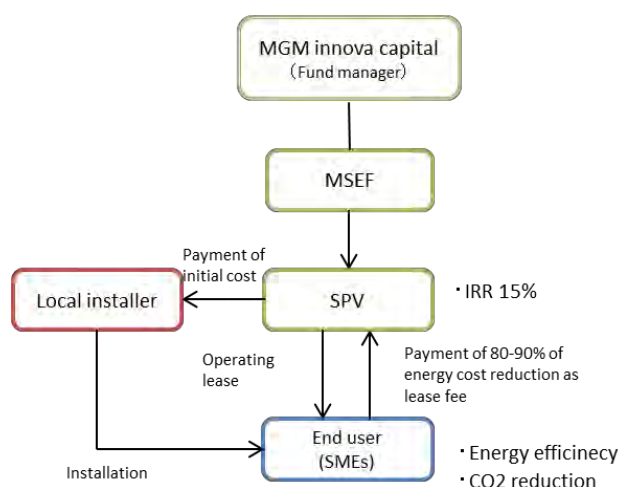 MGM innova capital
（Fund manager）
MSEF
Payment of
initial cost
Local installer
SPV
・IRR 15%
Operating
lease
Payment of 80-90% of
energy cost reduction as
lease fee
End user
(SMEs)
Installation
・Energy efficinecy
・CO2 reduction